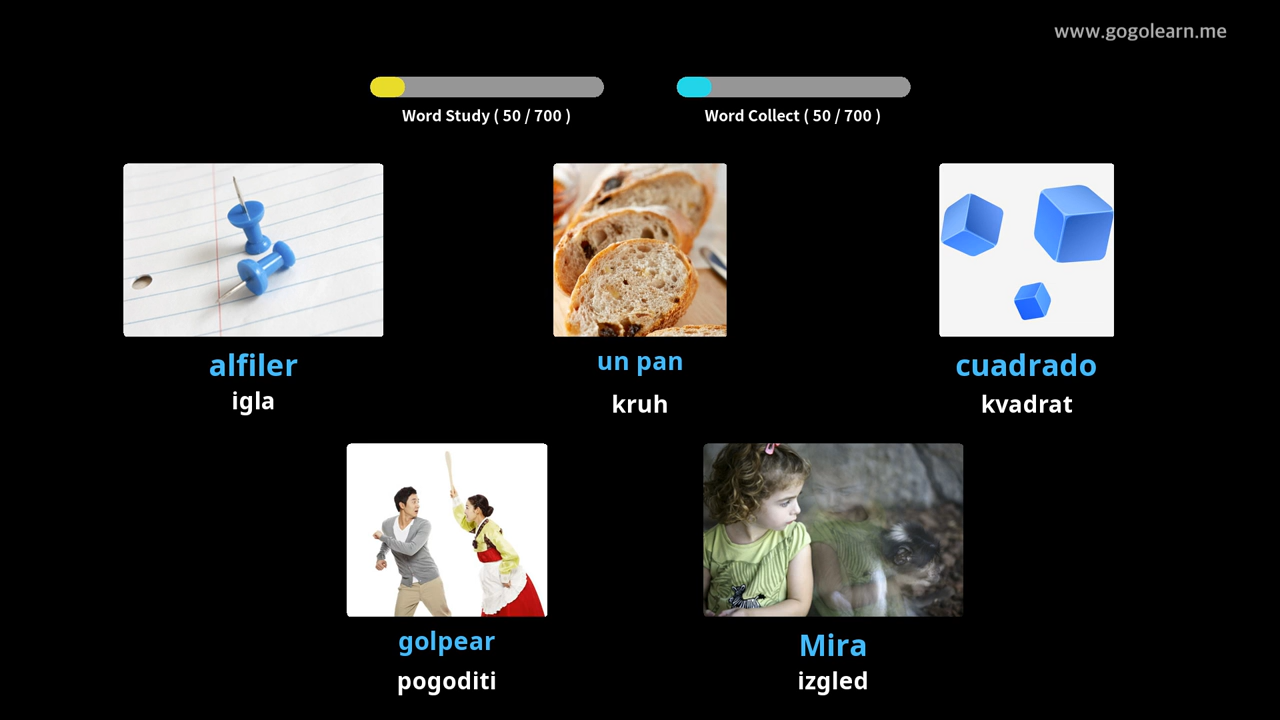 www.gogolearn.me
Word Study ( 50 / 700 )
Word Collect ( 50 / 700 )
alfiler
igla
un pan
kruh
cuadrado
kvadrat
golpear
pogoditi
Mira
izgled